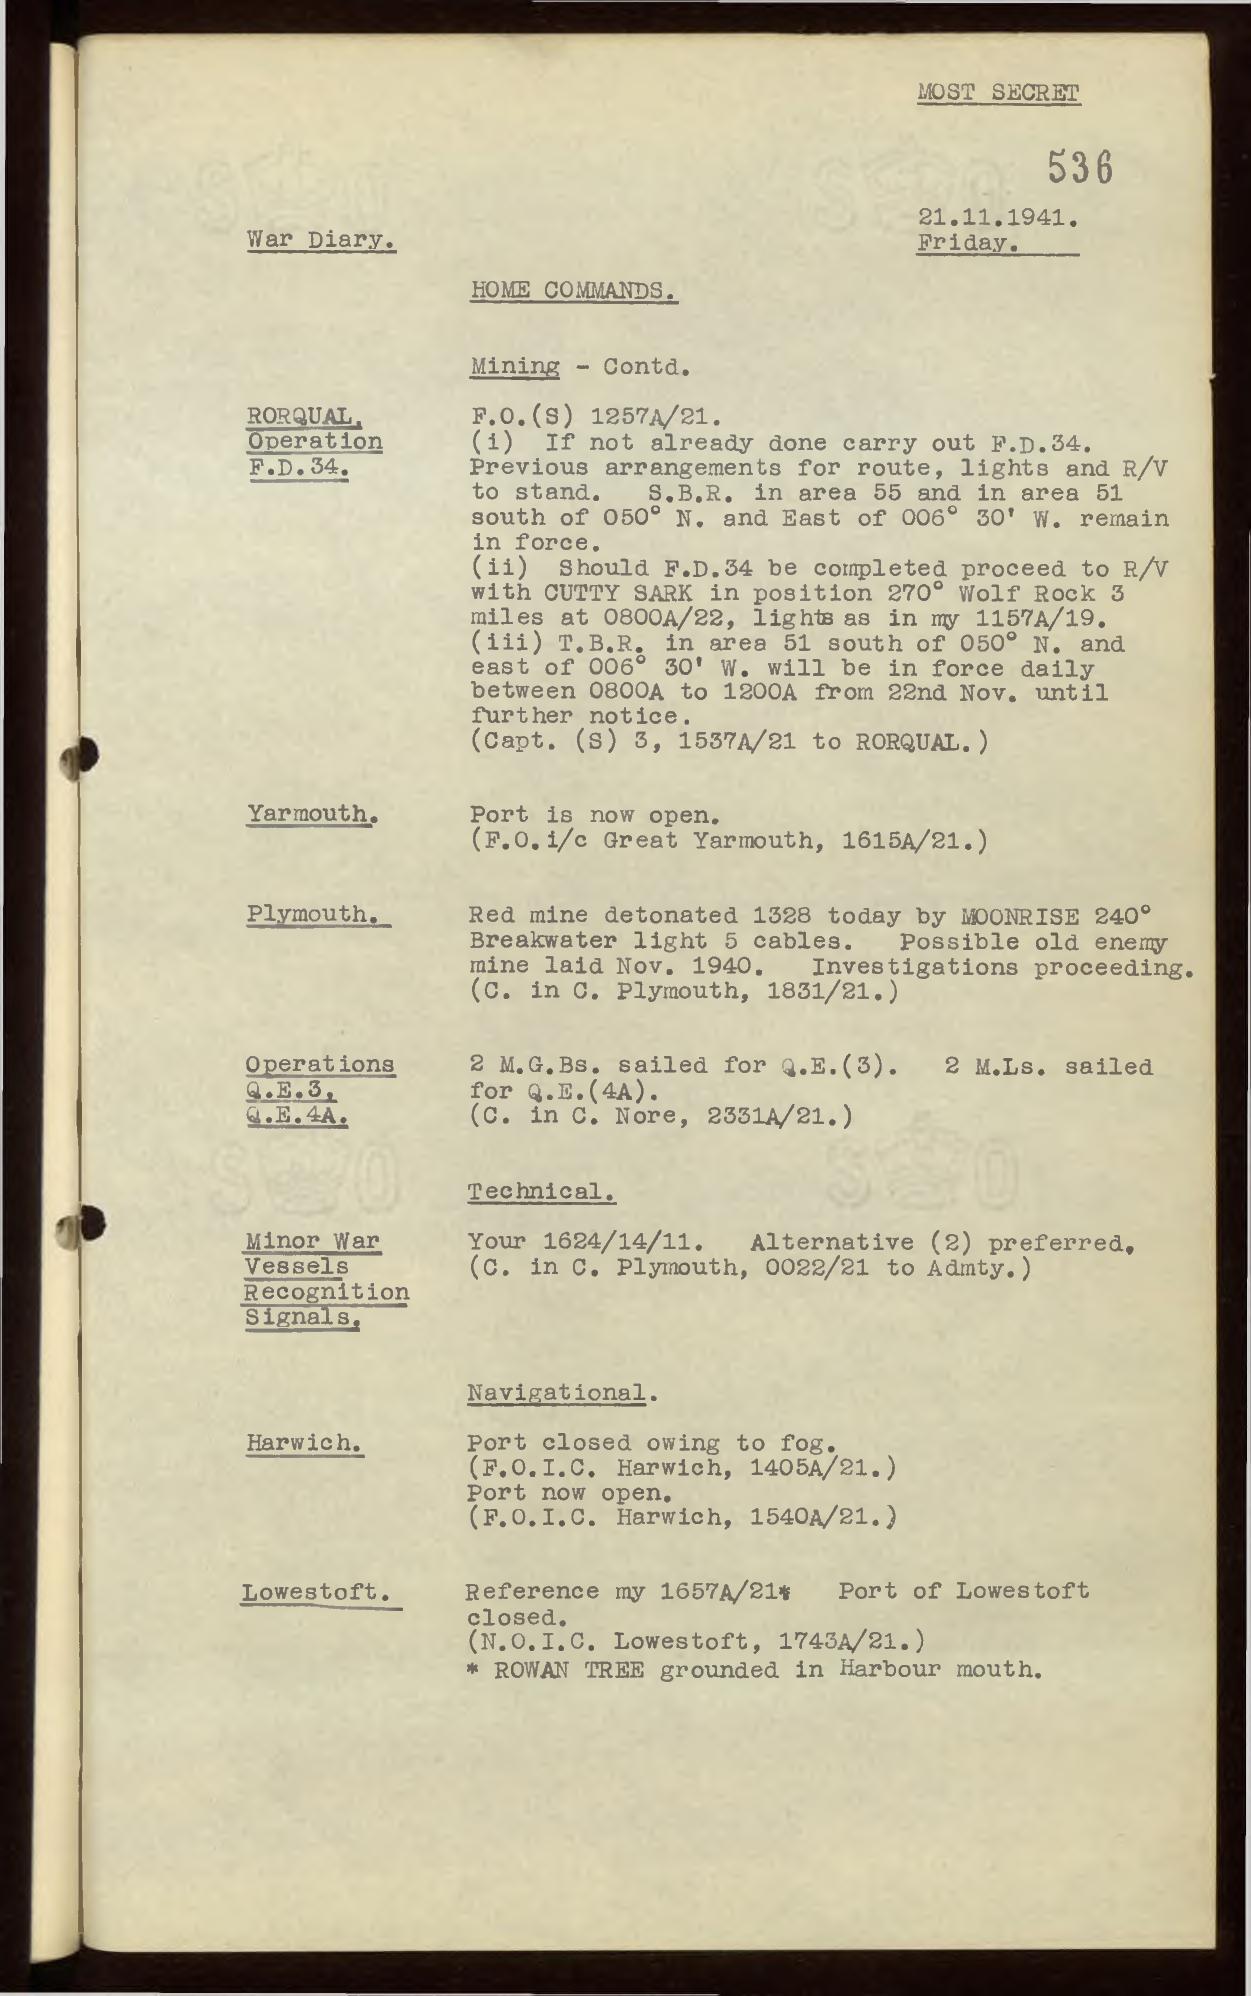 MOST SECRET
536
21.11.1941.
War Diary.
Friday.
HOME COMMANDS.
Mining - Contd.
RORQUAL,
Operation
F.D.34.
F.O.(S) 1257A/21.
(i) If not already done carry out F.D.34.
Previous arrangements for route, lights and R/V
to stand. S.B.R. in area 55 and in area 51
south of 050° N. and East of 006° 30' W. remain
in force.
(ii) Should F.D.34 be completed proceed to R/V
with CUTTY SARK in position 270° Wolf Rock 3
miles at 0800A/22, lights as in my 1157A/19.
(iii) T.B.R. in area 51 south of 050° N. and
east of 006° 30' W. will be in force daily
between 0800A to 1200A from 22nd Nov. until
further notice.
(Capt. (S) 3, 1537A/21 to RORQUAL.)
Yarmouth.
Port is now open.
(F.O.i/c Great Yarmouth, 1615A/21.)
Plymouth.
Red mine detonated 1328 today by MOONRISE 240°
Breakwater light 5 cables. Possible old enemy
mine laid Nov. 1940. Investigations proceeding.
(C. in C. Plymouth, 1831/21.)
Operations
Q.E.3,
Q.E.4A.
2 M.G.Bs. sailed for Q.E.(3). 2 M.Ls. sailed
for Q.E.(4A).
(C. in C. Nore, 2331A/21.)
Technical.
Minor War
Vessels
Recognition
Signals.
Your 1624/14/11. Alternative (2) preferred.
(C. in C. Plymouth, 0022/21 to Admty.)
Navigational.
Harwich.
Port closed owing to fog.
(F.O.I.C. Harwich, 1405A/21.)
Port now open.
(F.O.I.C. Harwich, 1540A/21.)
Lowestoft.
Reference my 1657A/21* Port of Lowestoft
closed.
(N.O.I.C. Lowestoft, 1743A/21.)
* ROWAN TREE grounded in Harbour mouth.